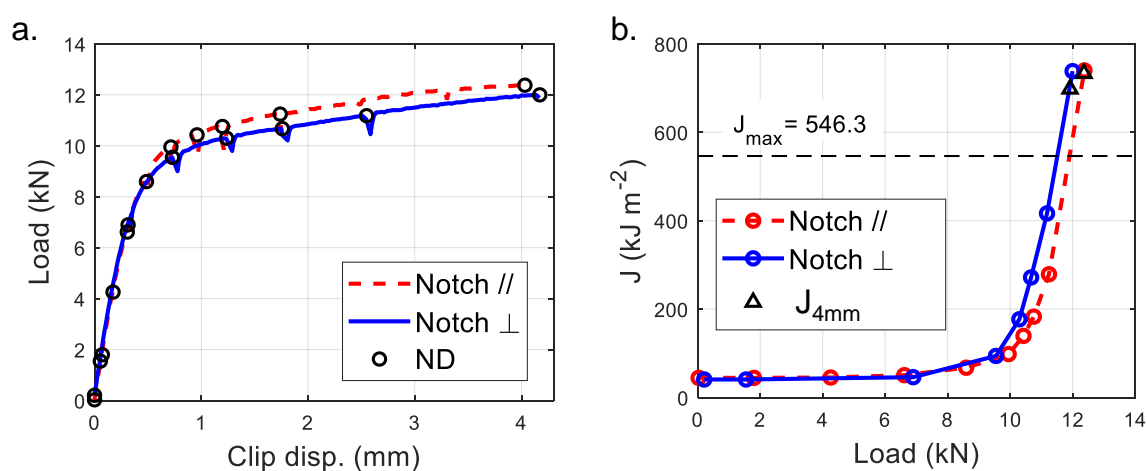 a.
14
12
10
8
6
4
2
0
0
1
2
3
4
Load (kN)
Clip disp. (mm)
Notch //
Notch ⊥
ND
b.
800
600
400
200
0
0
2
4
6
8
10
12
14
J (kJ m⁻²)
Load (kN)
Jmax = 546.3
Notch //
Notch ⊥
J4mm